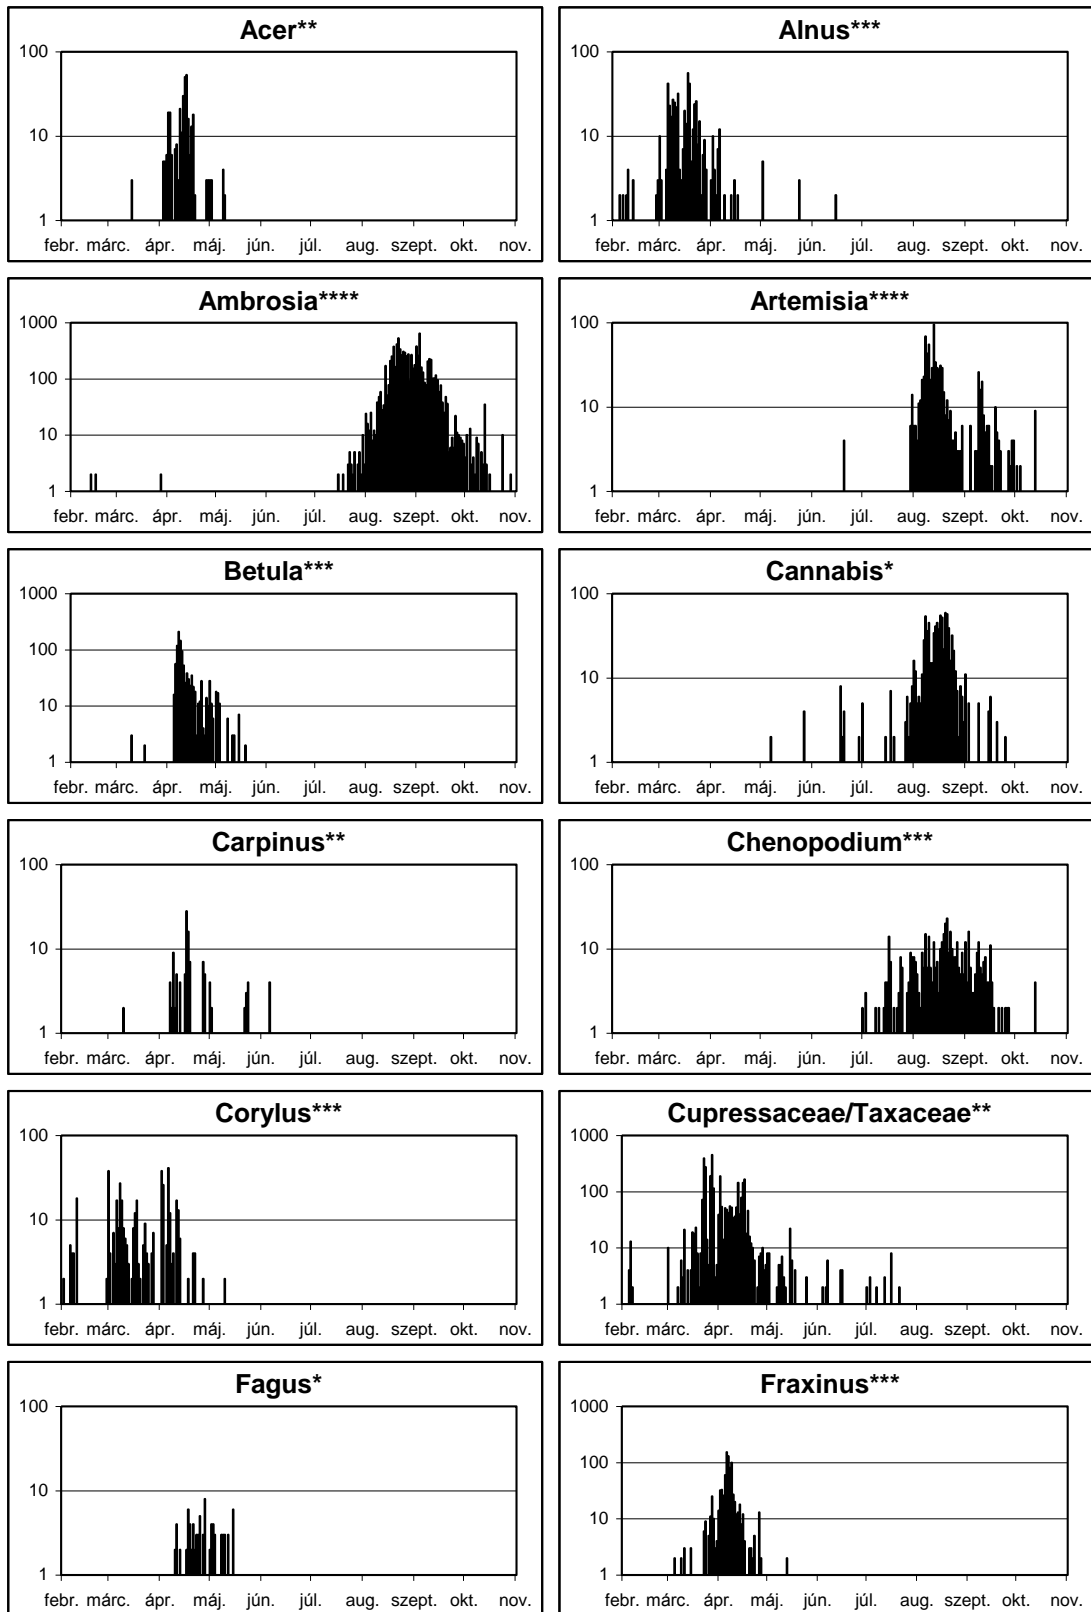 Acer**
100
10
1
febr. márc. ápr. máj. jún. júl. aug. szept. okt. nov.
Alnus***
100
10
1
febr. márc. ápr. máj. jún. júl. aug. szept. okt. nov.
Ambrosia****
1000
100
10
1
febr. márc. ápr. máj. jún. júl. aug. szept. okt. nov.
Artemisia****
100
10
1
febr. márc. ápr. máj. jún. júl. aug. szept. okt. nov.
Betula***
1000
100
10
1
febr. márc. ápr. máj. jún. júl. aug. szept. okt. nov.
Cannabis*
100
10
1
febr. márc. ápr. máj. jún. júl. aug. szept. okt. nov.
Carpinus**
100
10
1
febr. márc. ápr. máj. jún. júl. aug. szept. okt. nov.
Chenopodium***
100
10
1
febr. márc. ápr. máj. jún. júl. aug. szept. okt. nov.
Corylus***
100
10
1
febr. márc. ápr. máj. jún. júl. aug. szept. okt. nov.
Cupressaceae/Taxaceae**
1000
100
10
1
febr. márc. ápr. máj. jún. júl. aug. szept. okt. nov.
Fagus*
100
10
1
febr. márc. ápr. máj. jún. júl. aug. szept. okt. nov.
Fraxinus***
1000
100
10
1
febr. márc. ápr. máj. jún. júl. aug. szept. okt. nov.